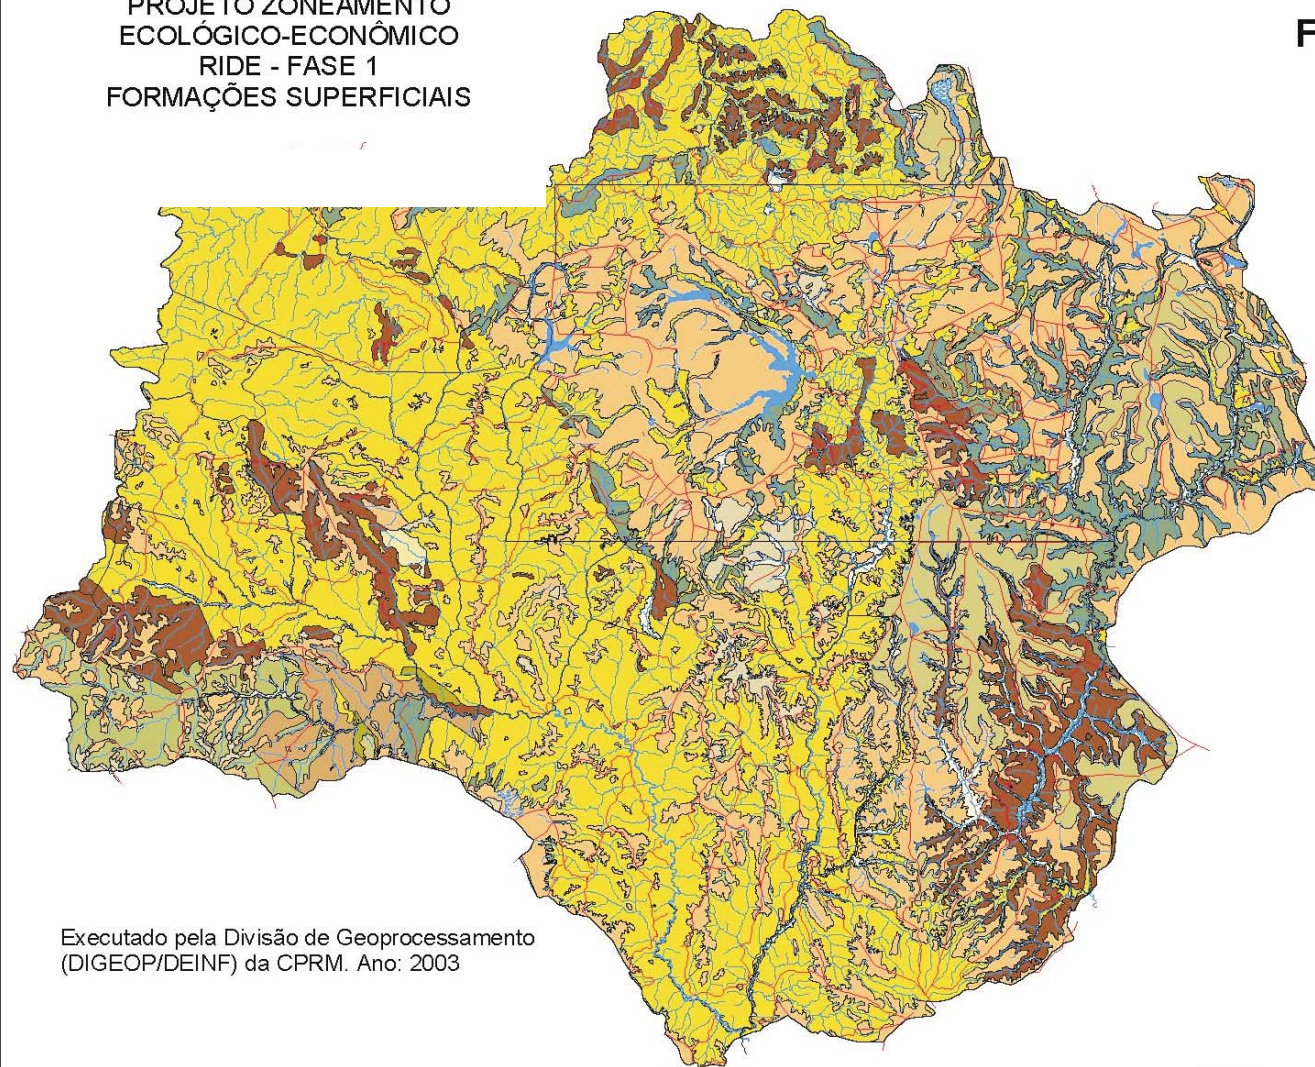 PROJETO ZONEAMENTO
ECOLÓGICO-ECONÔMICO
RIDE - FASE 1
FORMAÇÕES SUPERFICIAIS
F
Executado pela Divisão de Geoprocessamento
(DIGEOP/DEINF) da CPRM. Ano: 2003